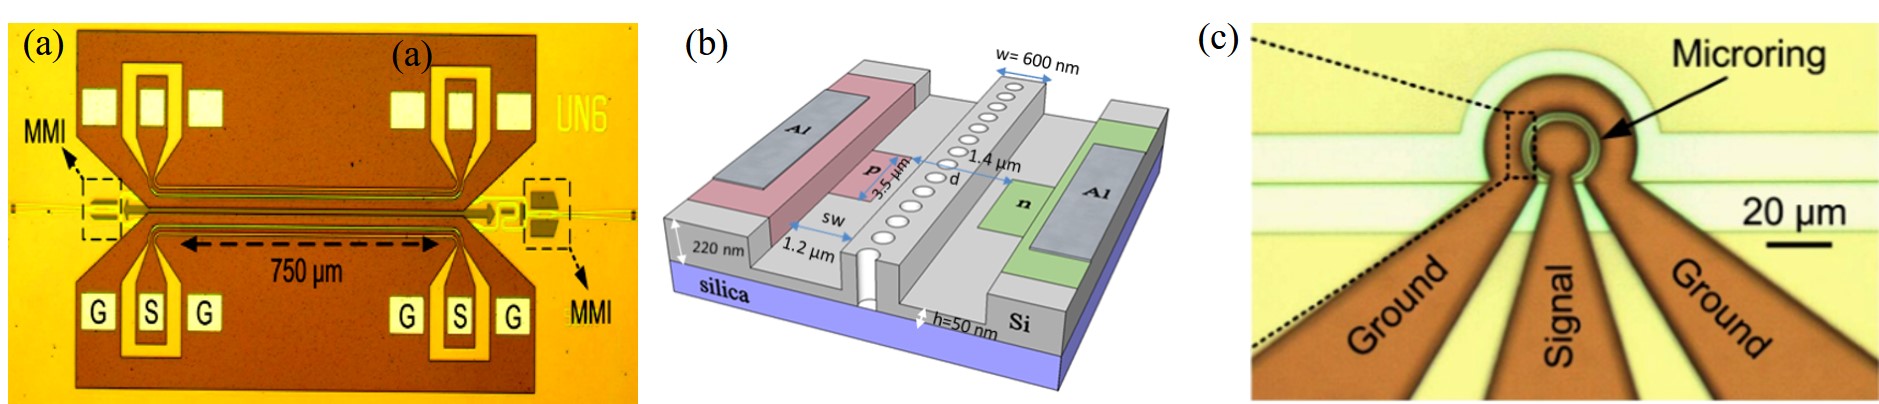 (a)
(a)
UN6
MMI
750 µm
MMI
G S G
G S G
(b)
w= 600 nm
Al
p
3.5 µm
1.4 µm
d
n
Al
sw
1.2 µm
220 nm
silica
h=50 nm
Si
(c)
Microring
20 µm
Ground
Signal
Ground